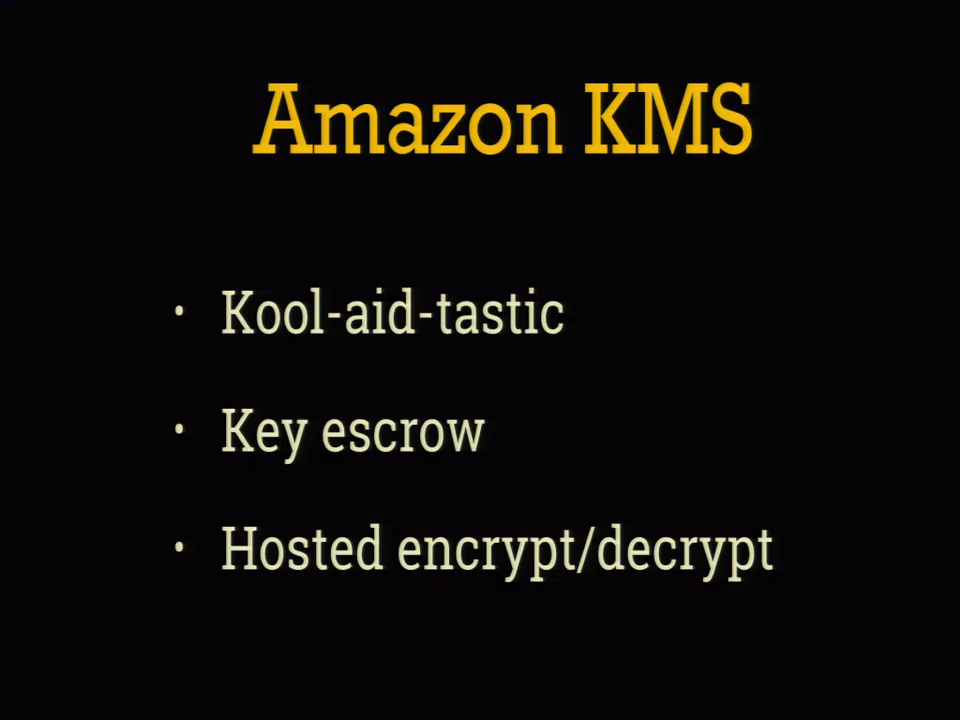 Amazon KMS
• Kool-aid-tastic
• Key escrow
• Hosted encrypt/decrypt